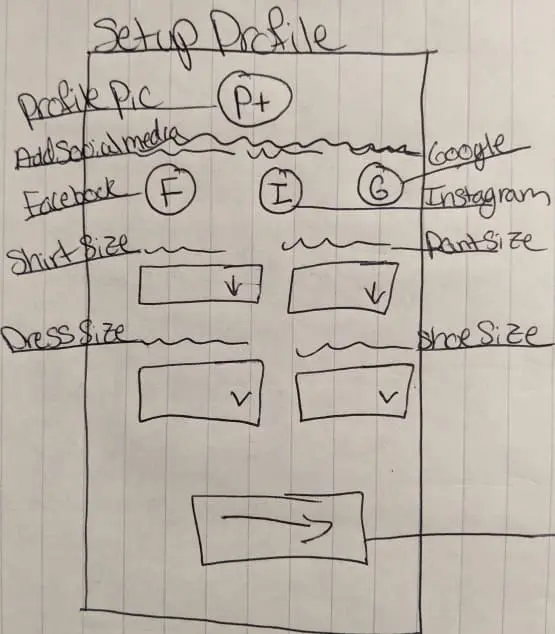 Setup Profile
Profile Pic
P+
Add Social media
Google
Facebook
F
I
G
Instagram
Shirt Size
Pant Size
Dress Size
Shoe Size